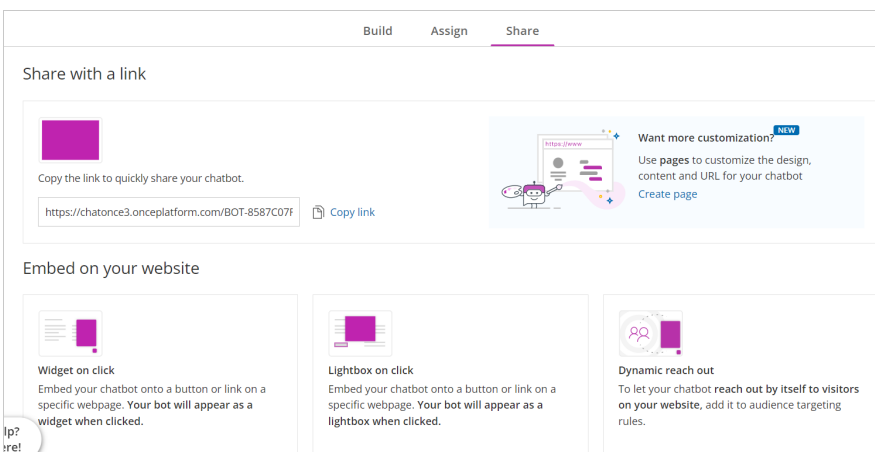 Build Assign Share
Share with a link
https://www
Want more customization? NEW
Use pages to customize the design,
content and URL for your chatbot
Create page
Copy the link to quickly share your chatbot.
https://chatonce3.onceplatform.com/BOT-8587C07F
Copy link
Embed on your website
Widget on click
Embed your chatbot onto a button or link on a
specific webpage. Your bot will appear as a
widget when clicked.
Lightbox on click
Embed your chatbot onto a button or link on a
specific webpage. Your bot will appear as a
lightbox when clicked.
Dynamic reach out
To let your chatbot reach out by itself to visitors
on your website, add it to audience targeting
rules.
lp?
ere!